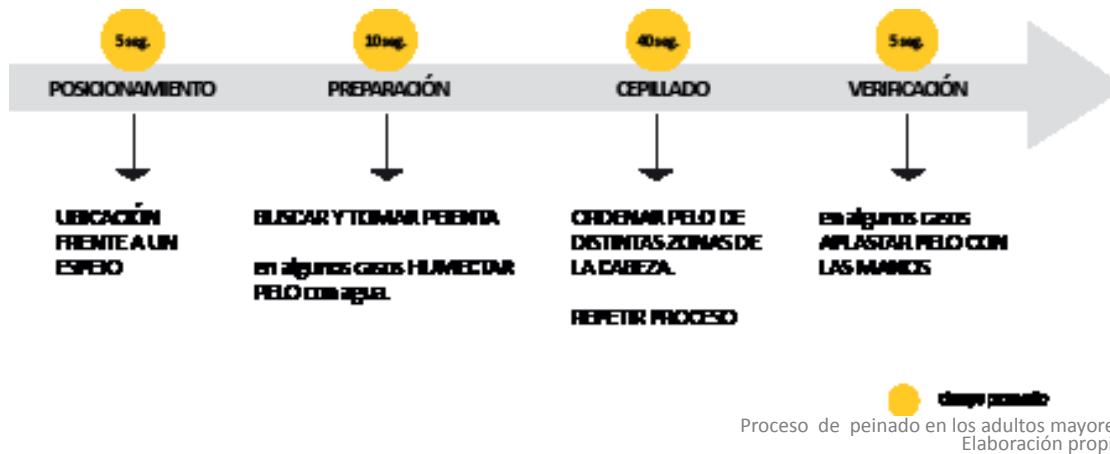 5 seg.
10 seg.
40 seg.
5 seg.
POSICIONAMIENTO
PREPARACIÓN
CEPILLADO
VERIFICACIÓN
UBICACIÓN
FRENTE A UN
ESPEJO
BUSCAR Y TOMAR PEINETA
en algunos casos HUMECTAR
PELO con agua.
ORDENAR PELO DE
DISTINTAS ZONAS DE
LA CABEZA.
REPETIR PROCESO
en algunos casos
APLASTAR PELO CON
LAS MANOS
Proceso de peinado en los adultos mayore
Elaboración propi